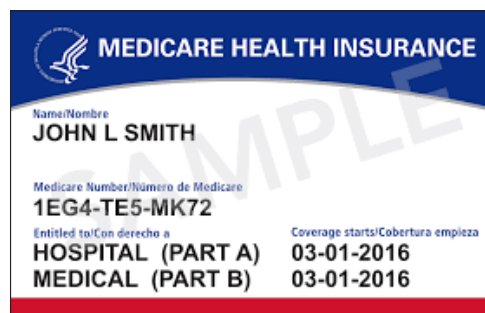 MEDICARE HEALTH INSURANCE
Name/Nombre
JOHN L SMITH
Medicare Number/Número de Medicare
1EG4-TE5-MK72
Entitled to/Con derecho a Coverage starts/Cobertura empieza
HOSPITAL (PART A) 03-01-2016
MEDICAL (PART B) 03-01-2016
SAMPLE